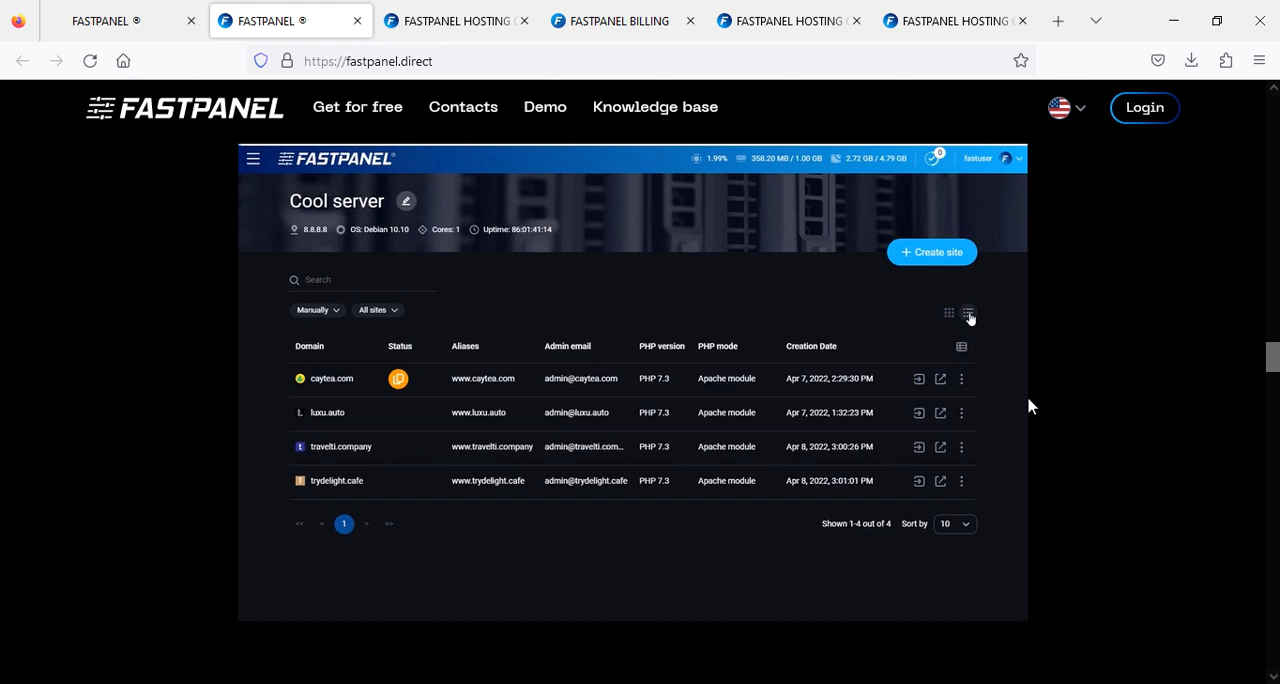 FASTPANEL ®
FASTPANEL ®
FASTPANEL HOSTING
FASTPANEL BILLING
FASTPANEL HOSTING
FASTPANEL HOSTING
https://fastpanel.direct
FASTPANEL Get for free Contacts Demo Knowledge base Login
FASTPANEL® 1.99% 358.20 MB / 1.00 GB 2.72 GB / 4.79 GB 0 fastuser F
Cool server
8.8.8.8 OS: Debian 10.10 Cores: 1 Uptime: 86:01:41:14
+ Create site
Search
Manually All sites
Domain Status Aliases Admin email PHP version PHP mode Creation Date
caytea.com www.caytea.com admin@caytea.com PHP 7.3 Apache module Apr 7, 2022, 2:29:30 PM
luxu.auto www.luxu.auto admin@luxu.auto PHP 7.3 Apache module Apr 7, 2022, 1:32:23 PM
t travelti.company www.travelti.company admin@travelti.com... PHP 7.3 Apache module Apr 8, 2022, 3:00:26 PM
trydelight.cafe www.trydelight.cafe admin@trydelight.cafe PHP 7.3 Apache module Apr 8, 2022, 3:01:01 PM
<< < 1 > >> Shown 1-4 out of 4 Sort by 10